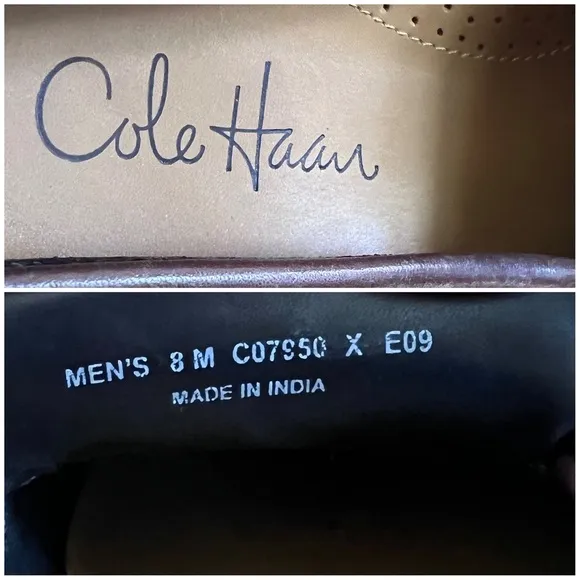 Cole Haan
MEN'S 8 M C07950 X E09
MADE IN INDIA